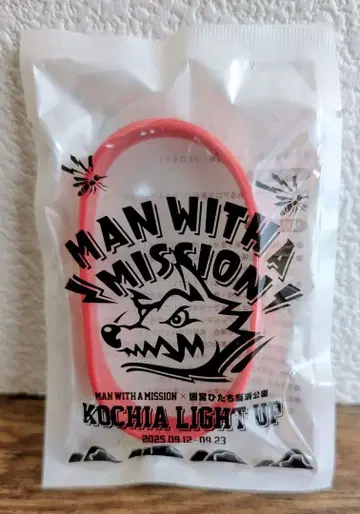 MAN WITH A
MISSION
MAN WITH A MISSION × 国営ひたち海浜公園
KOCHIA LIGHT UP
2025.09.12-09.23